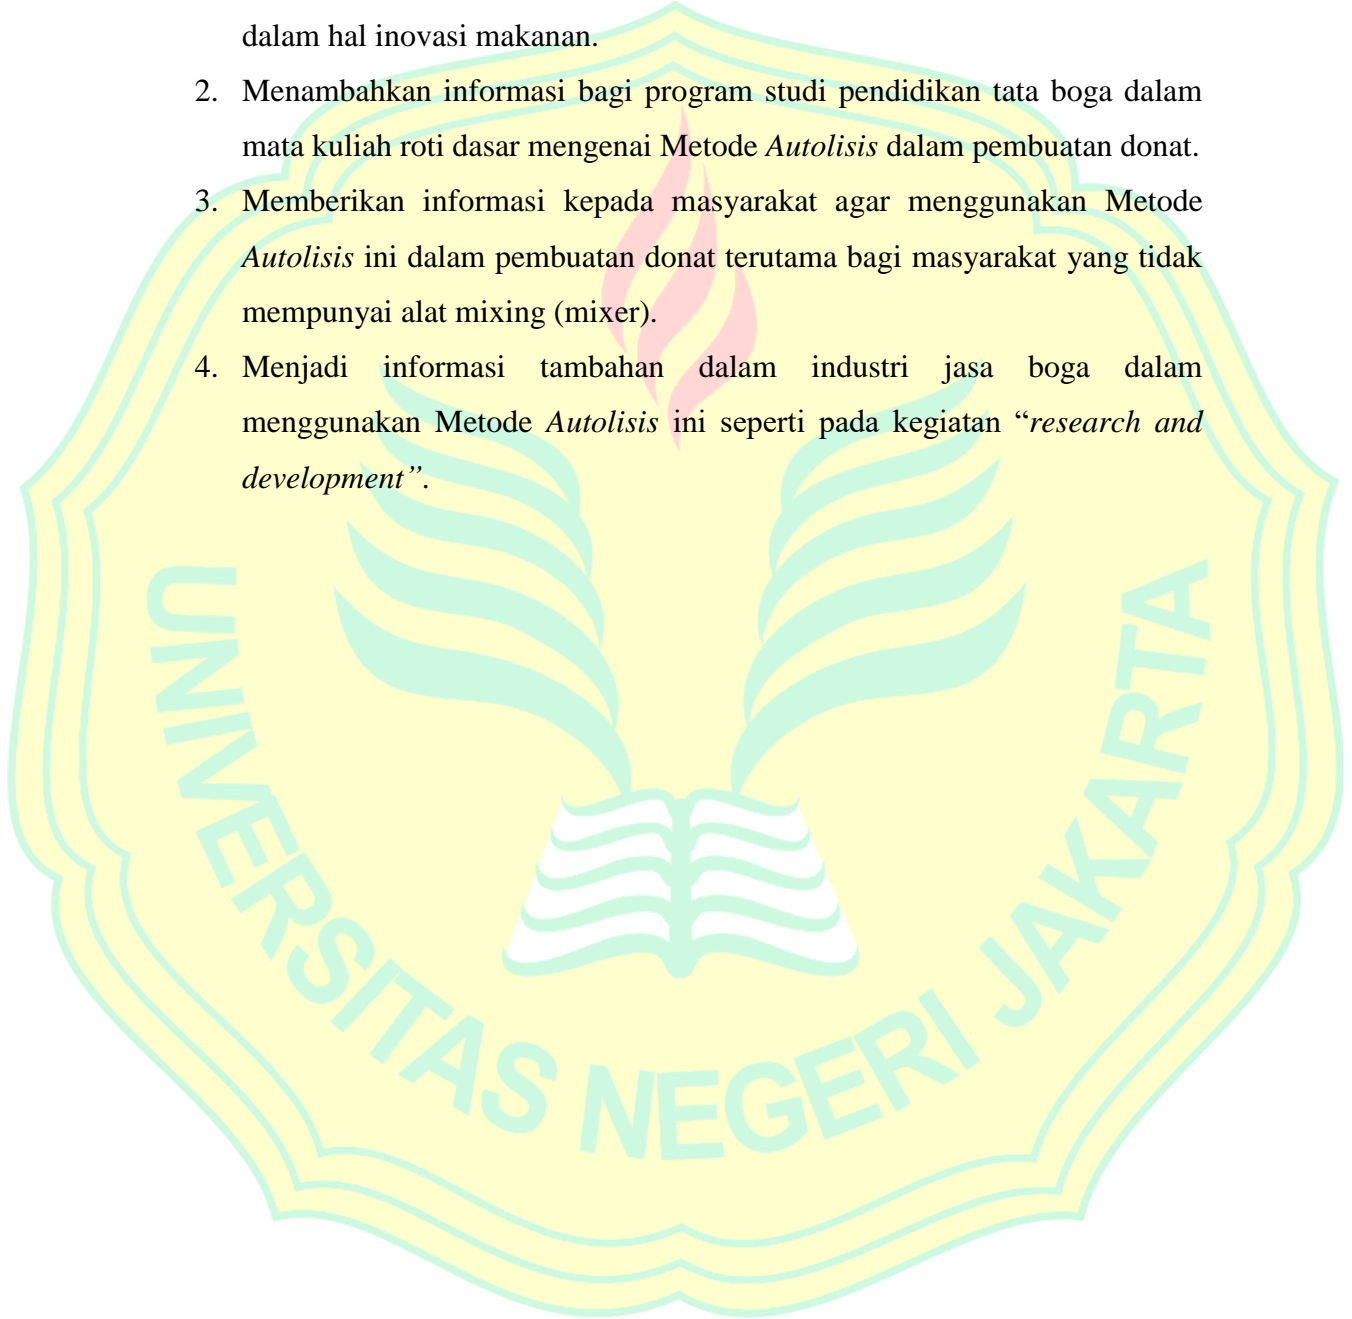 dalam hal inovasi makanan.
2. Menambahkan informasi bagi program studi pendidikan tata boga dalam
mata kuliah roti dasar mengenai Metode Autolisis dalam pembuatan donat.
3. Memberikan informasi kepada masyarakat agar menggunakan Metode
Autolisis ini dalam pembuatan donat terutama bagi masyarakat yang tidak
mempunyai alat mixing (mixer).
4. Menjadi informasi tambahan dalam industri jasa boga dalam
menggunakan Metode Autolisis ini seperti pada kegiatan “research and
development”.
UNIVERSITAS NEGERI JAKARTA